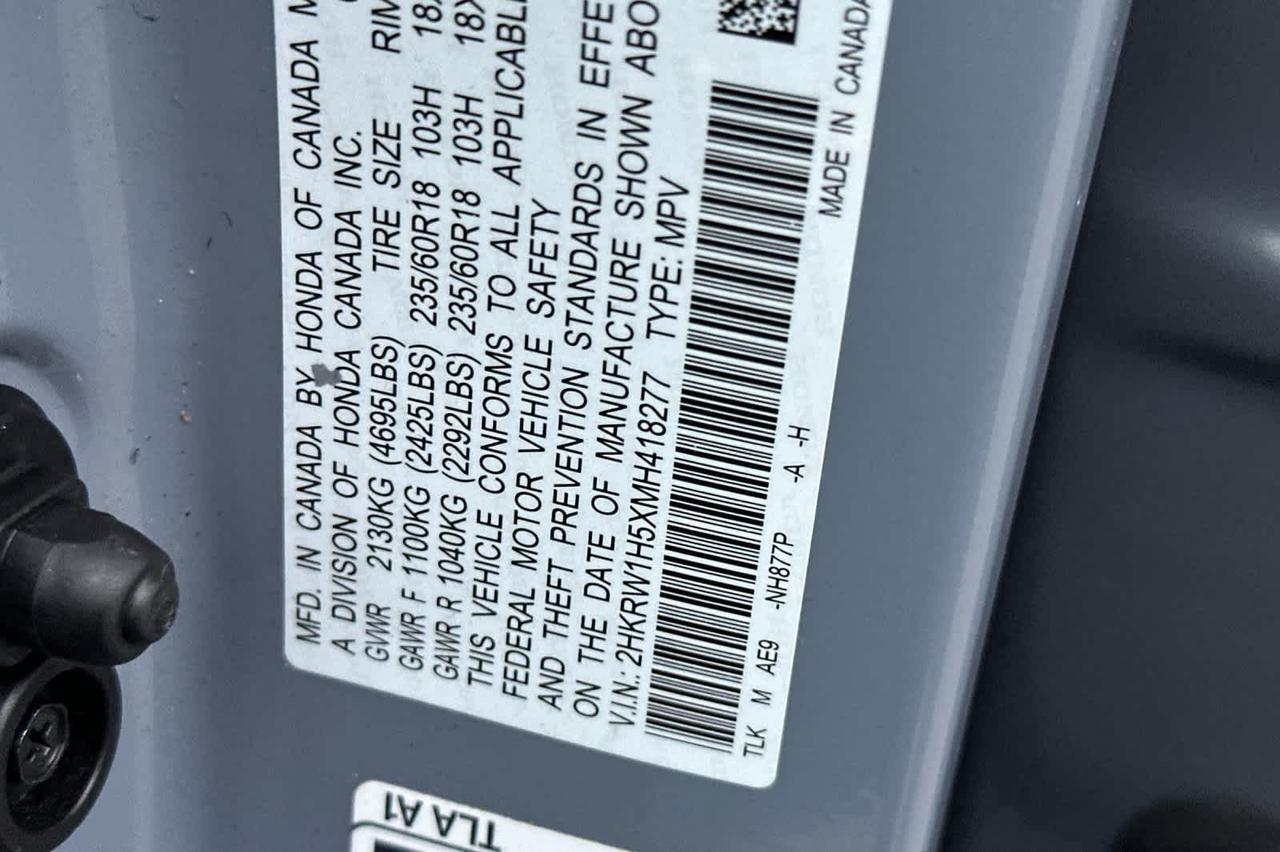 MFD. IN CANADA BY HONDA OF CANADA M
A DIVISION OF HONDA CANADA INC.
GVWR 2130KG (4695LBS) TIRE SIZE RIM
GAWR F 1100KG (2425LBS) 235/60R18 103H 18X
GAWR R 1040KG (2292LBS) 235/60R18 103H 18X
THIS VEHICLE CONFORMS TO ALL APPLICABLE
FEDERAL MOTOR VEHICLE SAFETY
AND THEFT PREVENTION STANDARDS IN EFFE
ON THE DATE OF MANUFACTURE SHOWN ABO
V.I.N.: 2HKRW1H5XMH418277 TYPE: MPV
TLK M AE9 -NH877P -A -H MADE IN CANADA
TLA A1